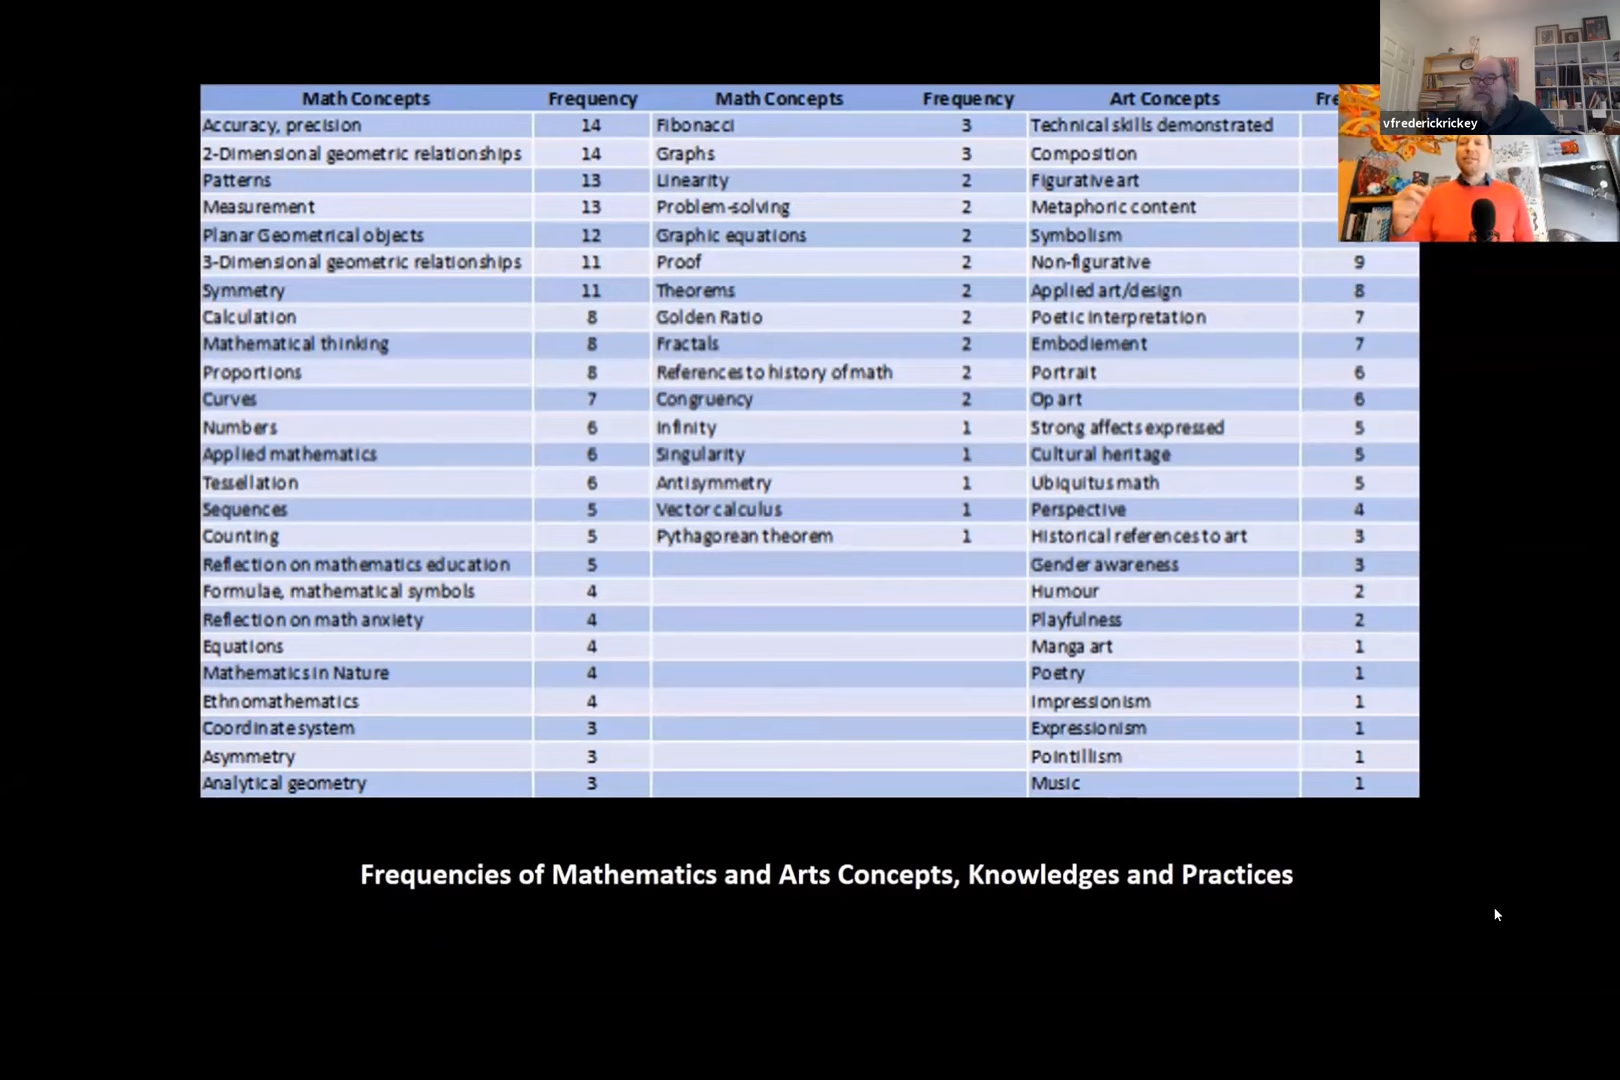 Math Concepts Frequency Math Concepts Frequency Art Concepts Fre
Accuracy, precision 14 Fibonacci 3 Technical skills demonstrated
2-Dimensional geometric relationships 14 Graphs 3 Composition
Patterns 13 Linearity 2 Figurative art
Measurement 13 Problem-solving 2 Metaphoric content
Planar Geometrical objects 12 Graphic equations 2 Symbolism
3-Dimensional geometric relationships 11 Proof 2 Non-figurative 9
Symmetry 11 Theorems 2 Applied art/design 8
Calculation 8 Golden Ratio 2 Poetic interpretation 7
Mathematical thinking 8 Fractals 2 Embodiement 7
Proportions 8 References to history of math 2 Portrait 6
Curves 7 Congruency 2 Op art 6
Numbers 6 Infinity 1 Strong affects expressed 5
Applied mathematics 6 Singularity 1 Cultural heritage 5
Tessellation 6 Antisymmetry 1 Ubiquitus math 5
Sequences 5 Vector calculus 1 Perspective 4
Counting 5 Pythagorean theorem 1 Historical references to art 3
Reflection on mathematics education 5 Gender awareness 3
Formulae, mathematical symbols 4 Humour 2
Reflection on math anxiety 4 Playfulness 2
Equations 4 Manga art 1
Mathematics in Nature 4 Poetry 1
Ethnomathematics 4 Impressionism 1
Coordinate system 3 Expressionism 1
Asymmetry 3 Pointillism 1
Analytical geometry 3 Music 1
Frequencies of Mathematics and Arts Concepts, Knowledges and Practices
vfrederickrickey